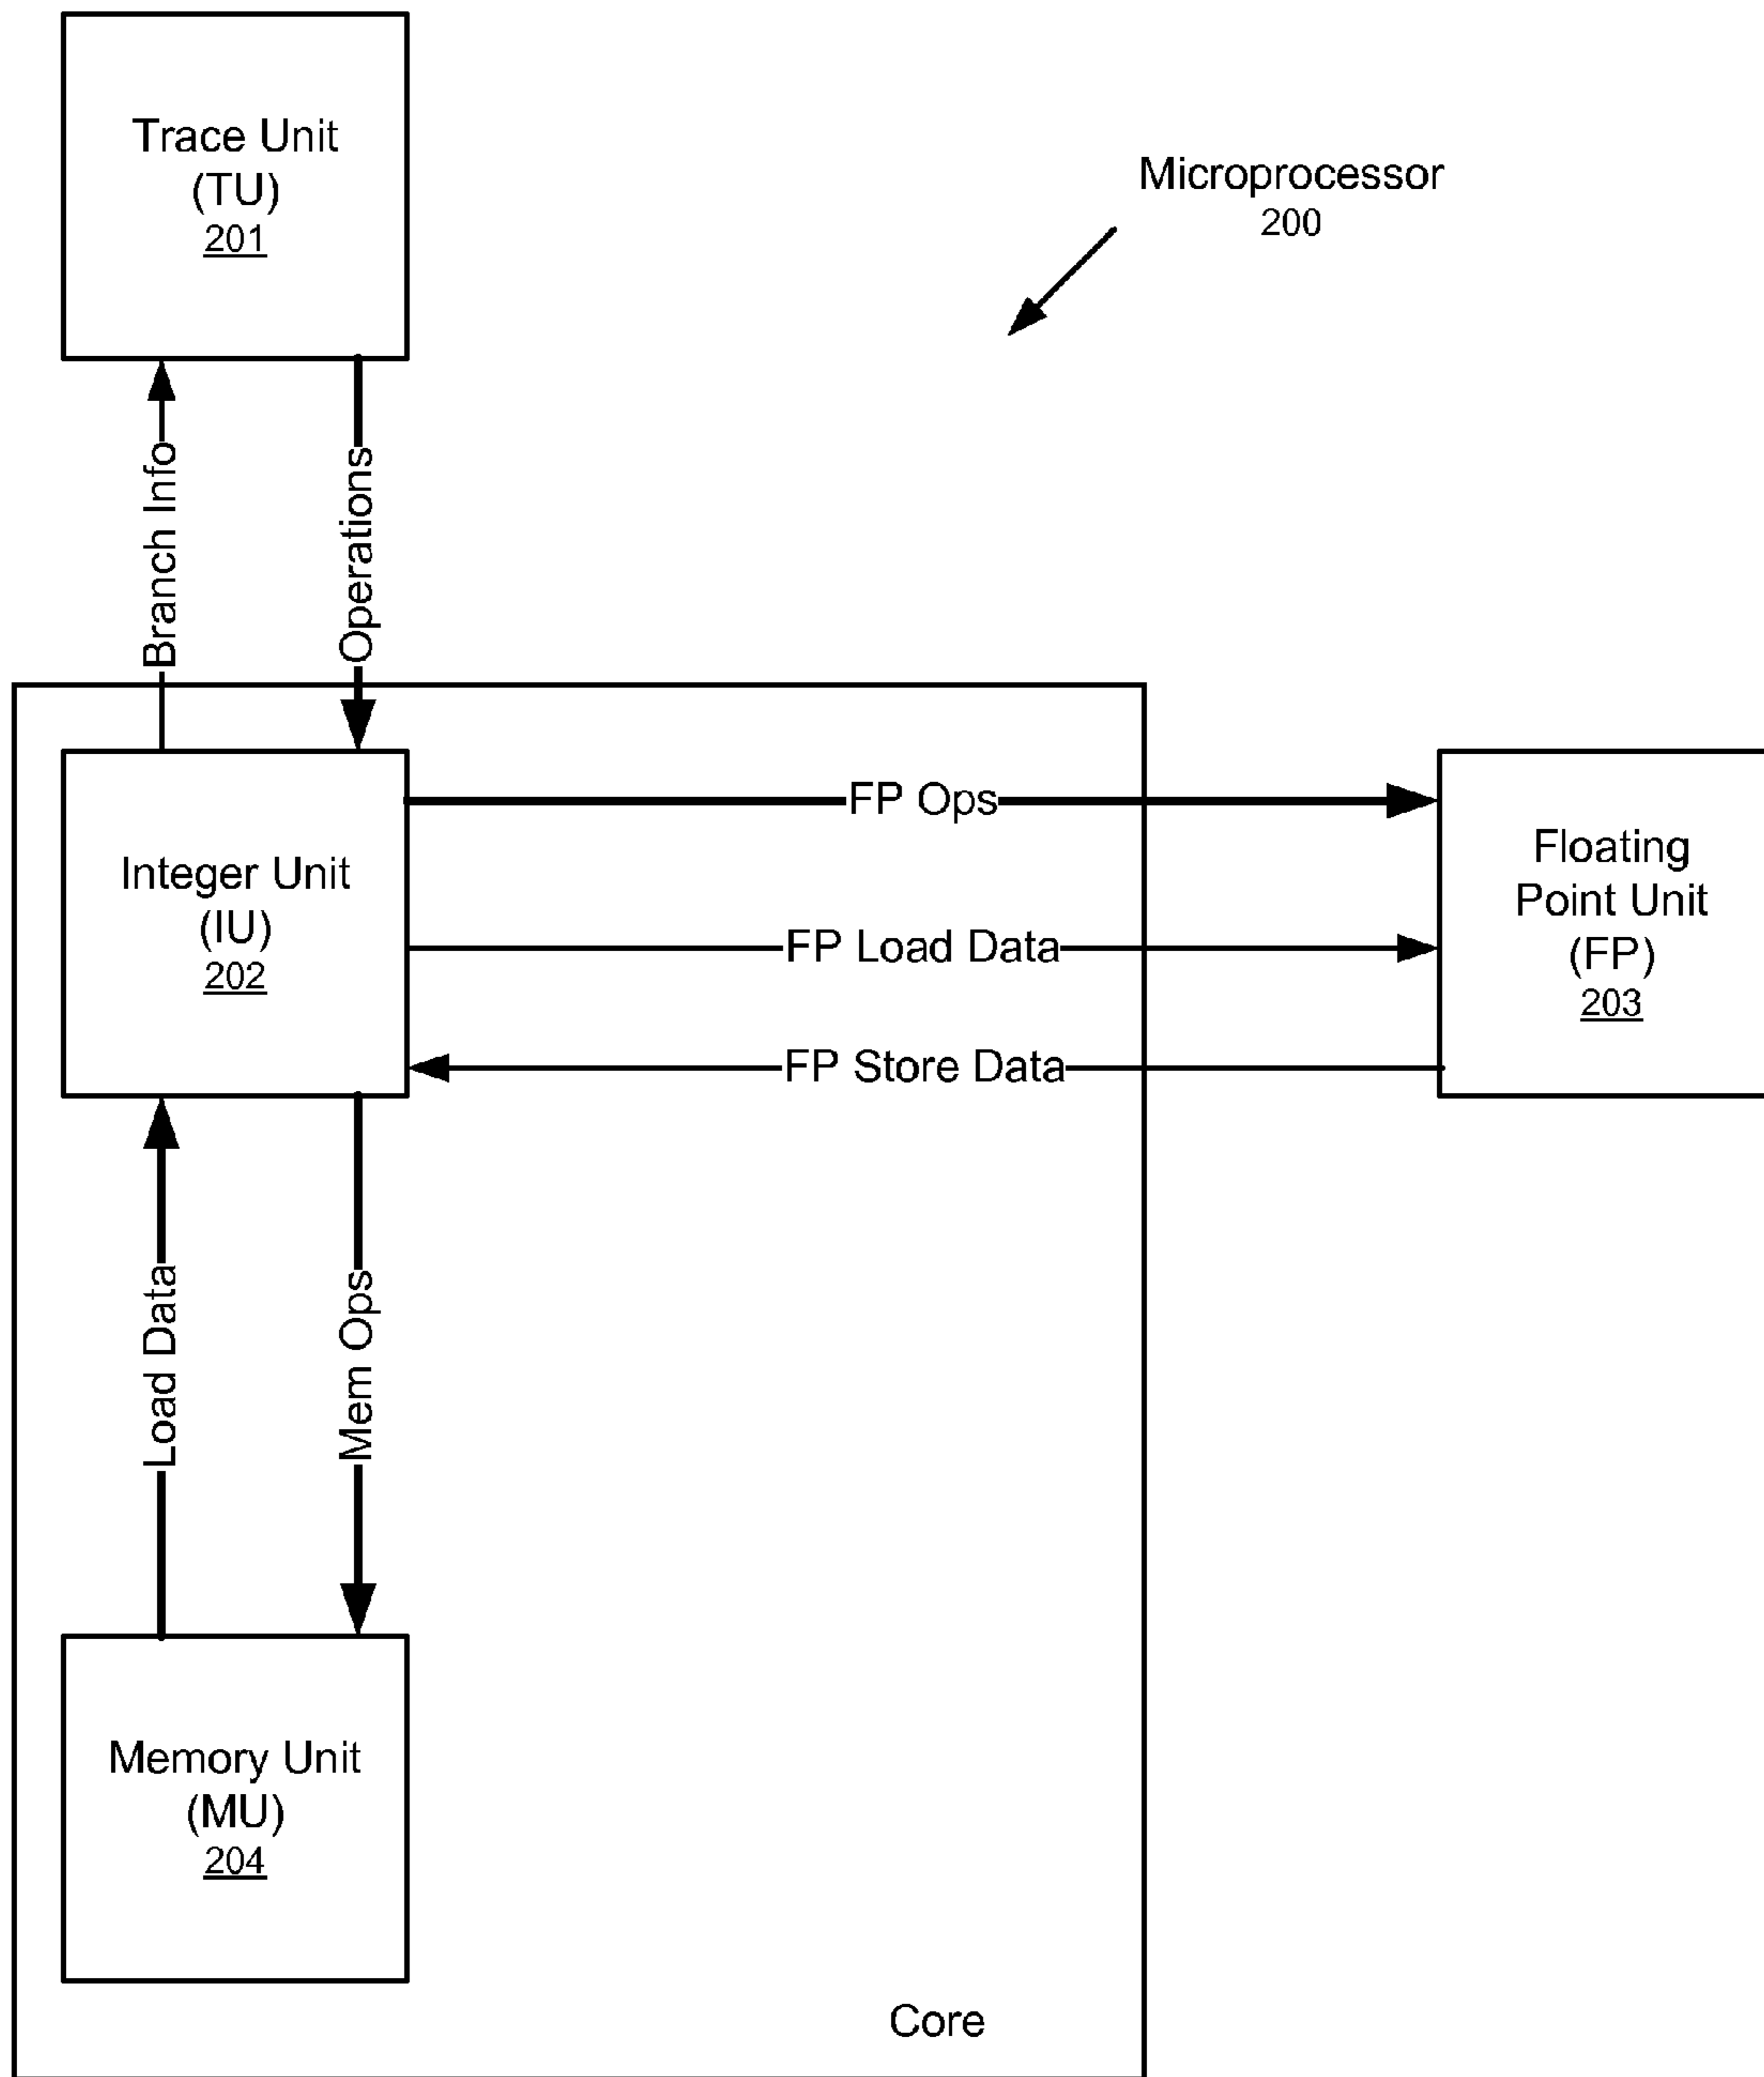 Trace Unit
(TU)
201
Microprocessor
200
Branch Info
Operations
Integer Unit
(IU)
202
FP Ops
FP Load Data
FP Store Data
Floating
Point Unit
(FP)
203
Load Data
Mem Ops
Memory Unit
(MU)
204
Core